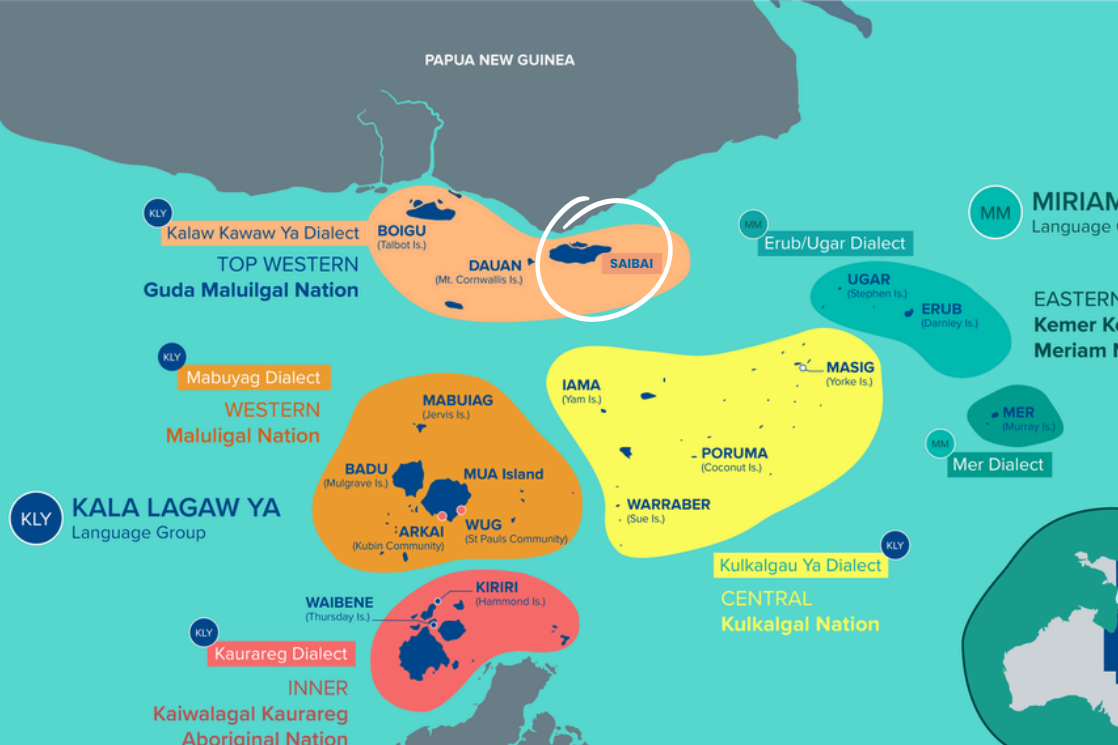 PAPUA NEW GUINEA
KLY
Kalaw Kawaw Ya Dialect
TOP WESTERN
Guda Maluilgal Nation
BOIGU
(Talbot Is.)
DAUAN
(Mt. Cornwallis Is.)
SAIBAI
MM
Erub/Ugar Dialect
UGAR
(Stephen Is.)
ERUB
(Darnley Is.)
MM
MIRIAM
Language
EASTERN
Kemer
Meriam
MER
(Murray Is.)
MM
Mer Dialect
KLY
Mabuyag Dialect
WESTERN
Maluligal Nation
MABUIAG
(Jervis Is.)
BADU
(Mulgrave Is.)
MUA Island
ARKAI
(Kubin Community)
WUG
(St Pauls Community)
IAMA
(Yam Is.)
MASIG
(Yorke Is.)
PORUMA
(Coconut Is.)
WARRABER
(Sue Is.)
KLY
Kulkalgau Ya Dialect
CENTRAL
Kulkalgal Nation
KLY
KALA LAGAW YA
Language Group
KIRIRI
(Hammond Is.)
WAIBENE
(Thursday Is.)
KLY
Kaurareg Dialect
INNER
Kaiwalagal Kaurareg
Aboriginal Nation